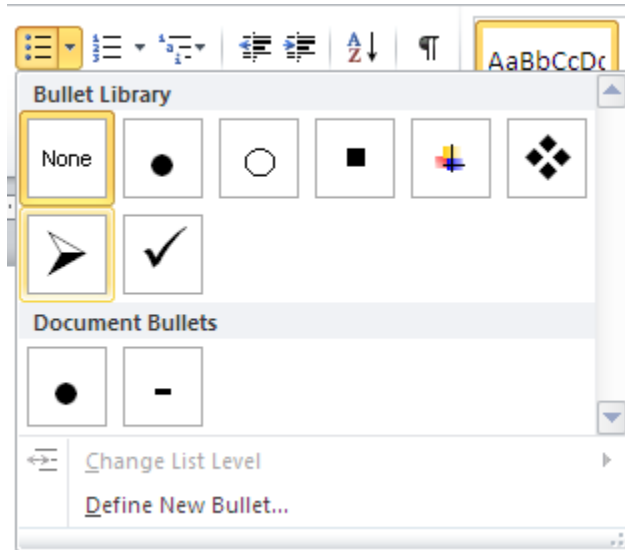 AaBbCcDc
Bullet Library
None
Document Bullets
Change List Level
Define New Bullet...